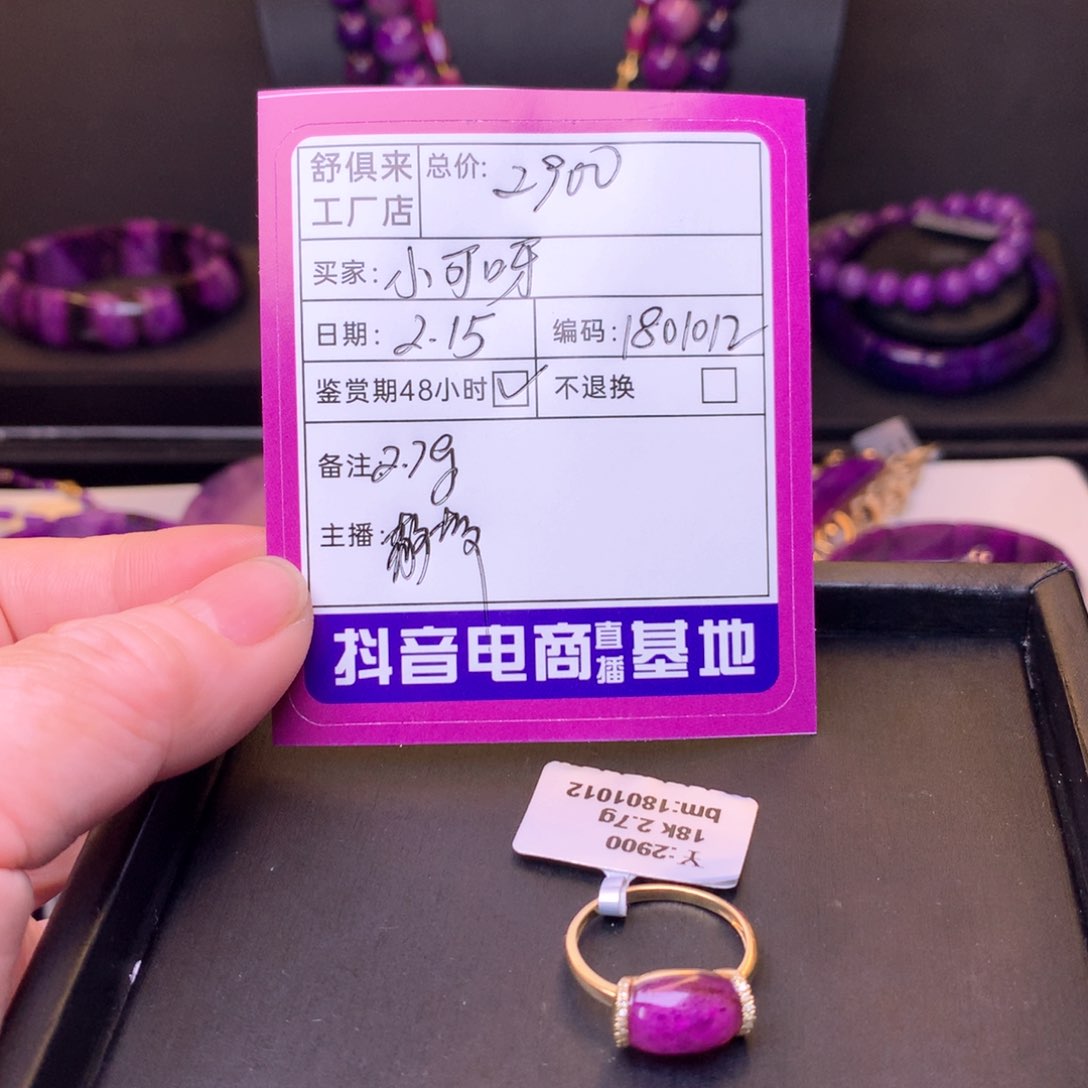 舒俱来 总价: 2900
工厂店
买家: 小可呀
日期: 2.15 编码: 1801012
鉴赏期48小时 ✓ 不退换
备注 2.7g
主播:
抖音电商直播基地
￥:2900
18k 2.7g
bm:1801012